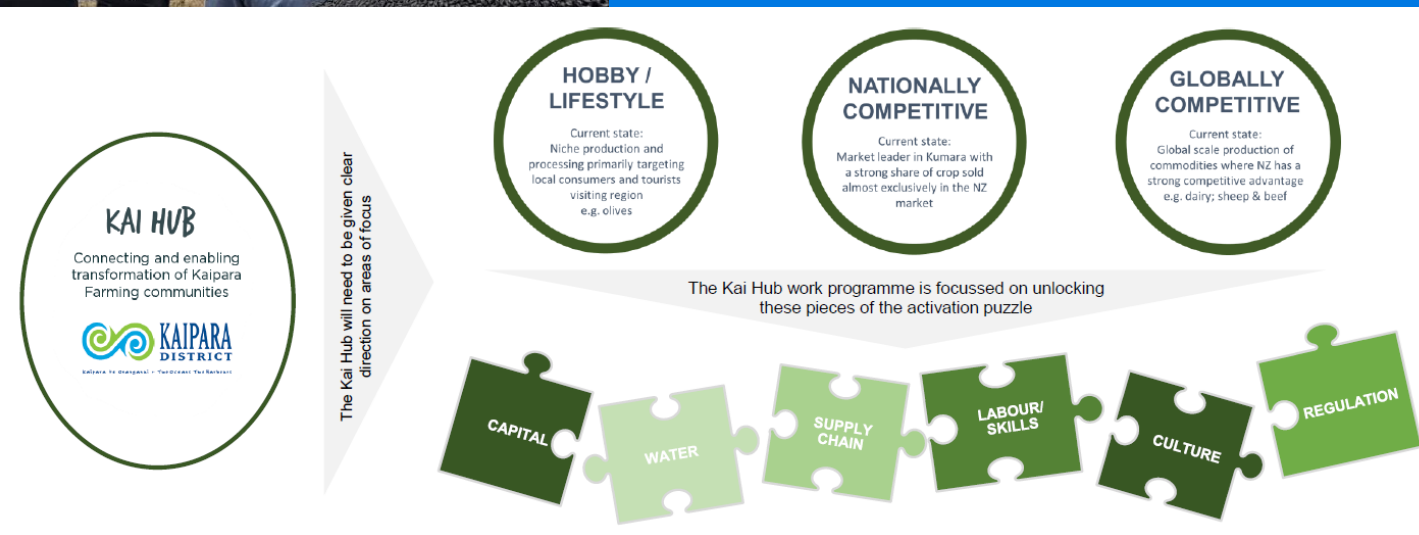 KAI HUB
Connecting and enabling
transformation of Kaipara
Farming communities
KAIPARA
DISTRICT
The Kai Hub will need to be given clear
direction on areas of focus
HOBBY /
LIFESTYLE
Current state:
Niche production and
processing primarily targeting
local consumers and tourists
visiting region
e.g. olives
NATIONALLY
COMPETITIVE
Current state:
Market leader in Kumara with
a strong share of crop sold
almost exclusively in the NZ
market
GLOBALLY
COMPETITIVE
Current state:
Global scale production of
commodities where NZ has a
strong competitive advantage
e.g. dairy; sheep & beef
The Kai Hub work programme is focussed on unlocking
these pieces of the activation puzzle
CAPITAL
WATER
SUPPLY
CHAIN
LABOUR/
SKILLS
CULTURE
REGULATION